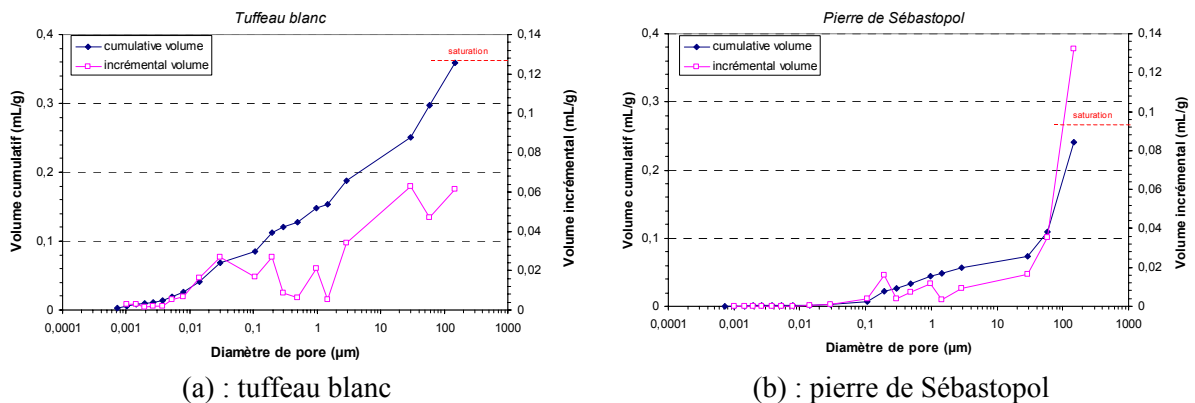 Tuffeau blanc
0,4
0,3
0,2
0,1
0
0,14
0,12
0,1
0,08
0,06
0,04
0,02
0
cumulative volume
incrémental volume
saturation
Volume cumulatif (mL/g)
Volume incrémental (mL/g)
0,0001 0,001 0,01 0,1 1 10 100 1000
Diamètre de pore (µm)
(a) : tuffeau blanc
Pierre de Sébastopol
0,4
0,3
0,2
0,1
0
0,14
0,12
0,1
0,08
0,06
0,04
0,02
0
cumulative volume
incrémental volume
saturation
Volume cumulatif (mL/g)
Volume incrémental (mL/g)
0,0001 0,001 0,01 0,1 1 10 100 1000
Diamètre de pore (µm)
(b) : pierre de Sébastopol